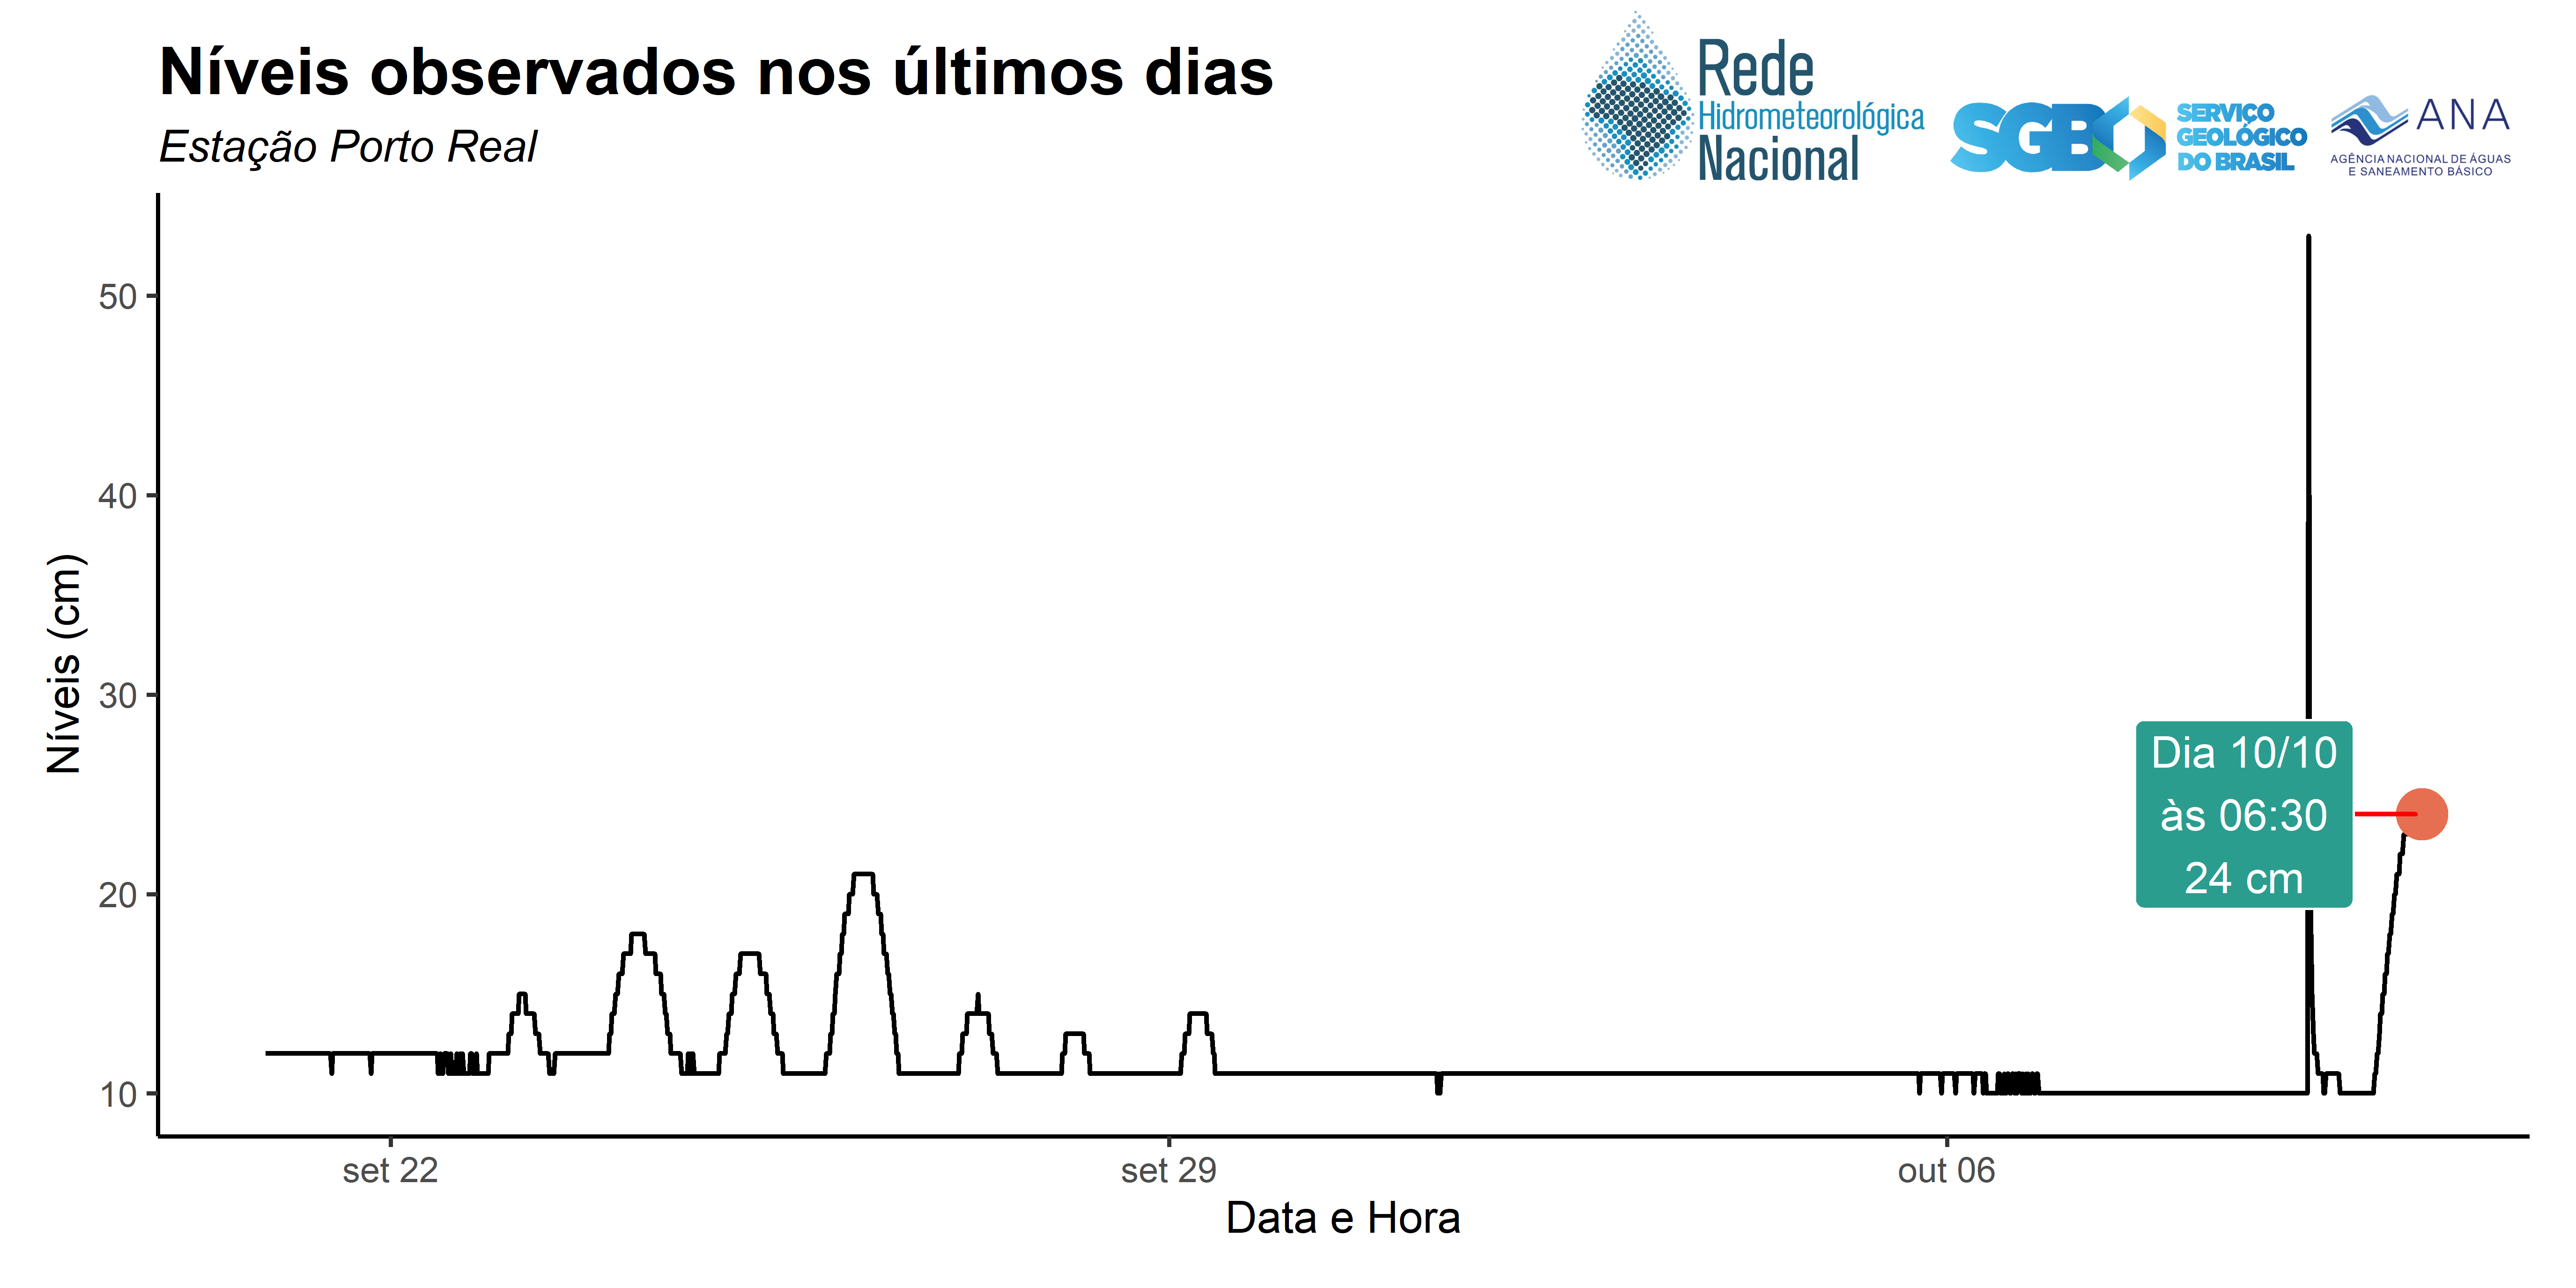 Níveis observados nos últimos dias
Estação Porto Real
Rede
Hidrometeorológica
Nacional
SGB
SERVIÇO
GEOLÓGICO
DO BRASIL
ANA
AGÊNCIA NACIONAL DE ÁGUAS
E SANEAMENTO BÁSICO
Níveis (cm)
50
40
30
20
10
Dia 10/10
às 06:30
24 cm
set 22
set 29
out 06
Data e Hora